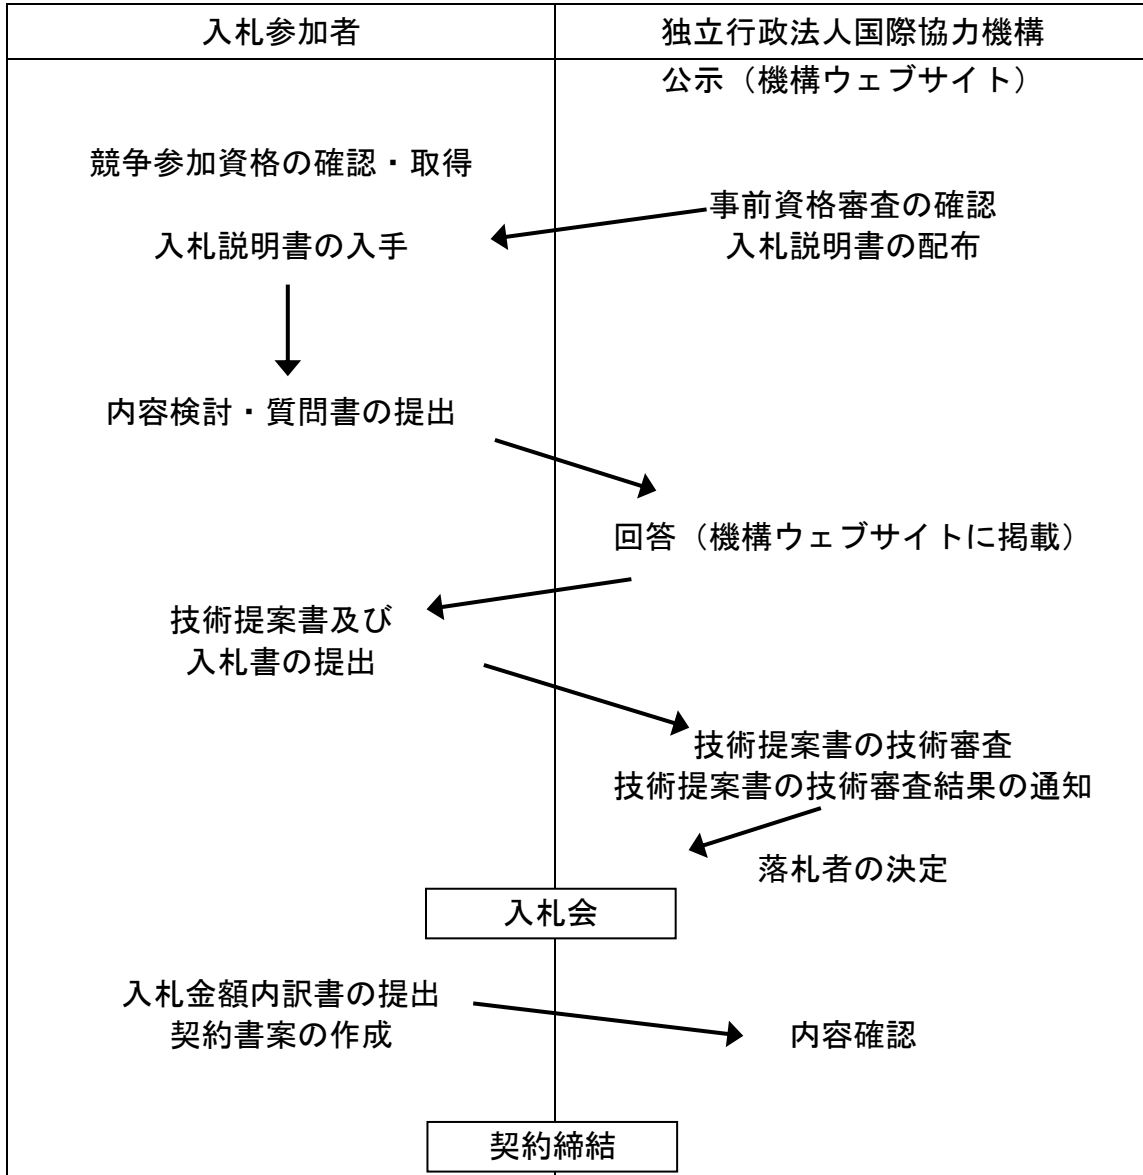 入札参加者
独立行政法人国際協力機構
公示（機構ウェブサイト）
競争参加資格の確認・取得
事前資格審査の確認
入札説明書の入手
入札説明書の配布
内容検討・質問書の提出
回答（機構ウェブサイトに掲載）
技術提案書及び
入札書の提出
技術提案書の技術審査
技術提案書の技術審査結果の通知
落札者の決定
入札会
入札金額内訳書の提出
契約書案の作成
内容確認
契約締結